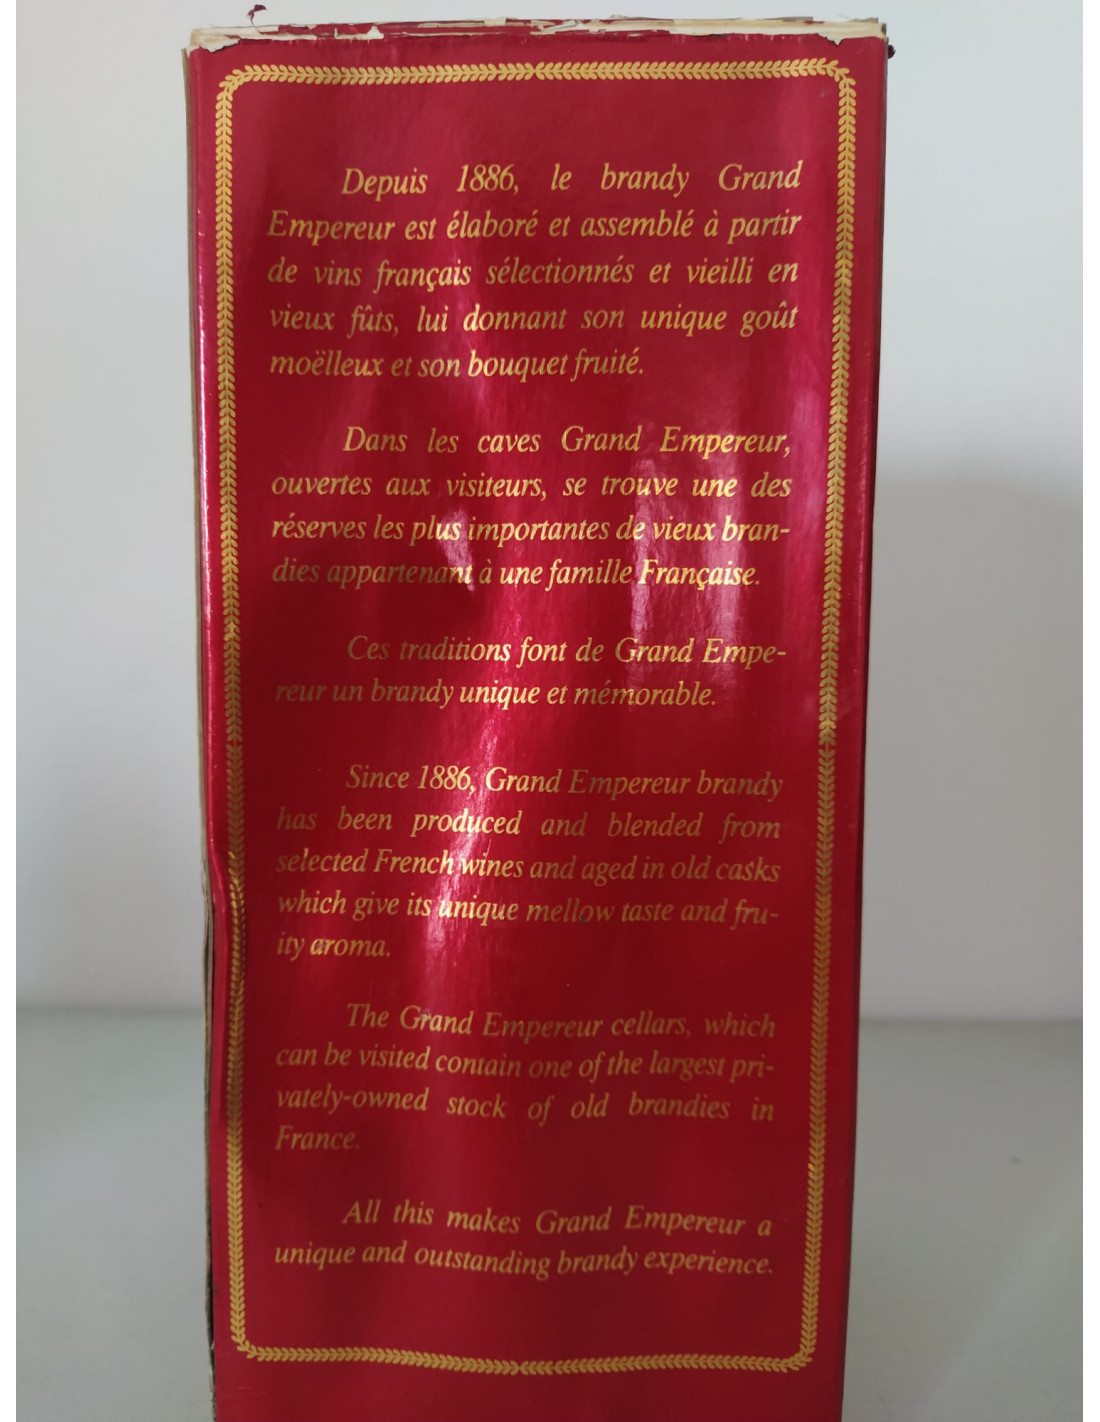 Depuis 1886, le brandy Grand
Empereur est élaboré et assemblé à partir
de vins français sélectionnés et vieilli en
vieux fûts, lui donnant son unique goût
moëlleux et son bouquet fruité.
Dans les caves Grand Empereur,
ouvertes aux visiteurs, se trouve une des
réserves les plus importantes de vieux bran-
dies appartenant à une famille Française.
Ces traditions font de Grand Empe-
reur un brandy unique et mémorable.
Since 1886, Grand Empereur brandy
has been produced and blended from
selected French wines and aged in old casks
which give its unique mellow taste and fru-
ity aroma.
The Grand Empereur cellars, which
can be visited contain one of the largest pri-
vately-owned stock of old brandies in
France.
All this makes Grand Empereur a
unique and outstanding brandy experience.